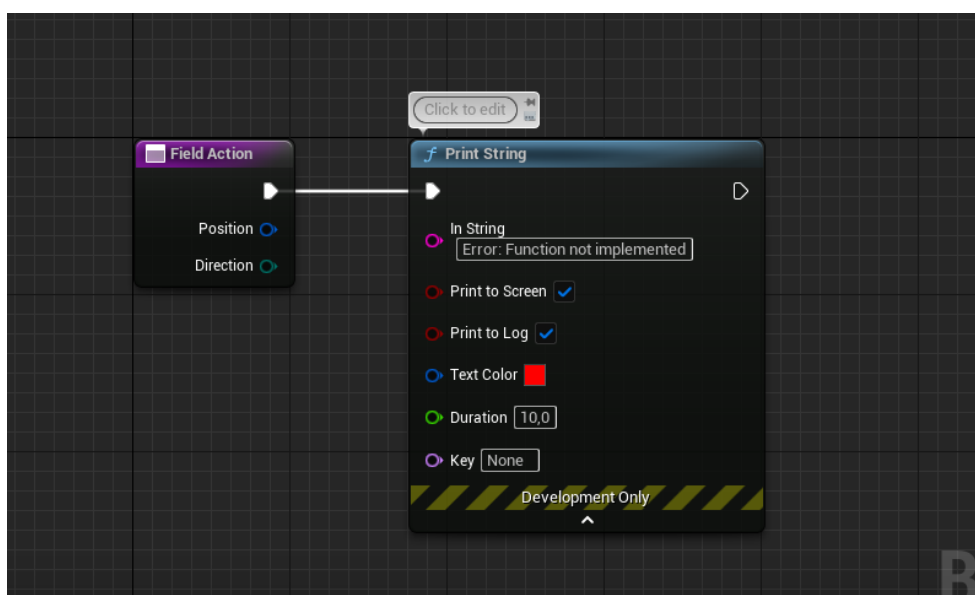 Click to edit
Field Action
Print String
Position
In String
Error: Function not implemented
Direction
Print to Screen
Print to Log
Text Color
Duration 10,0
Key None
Development Only